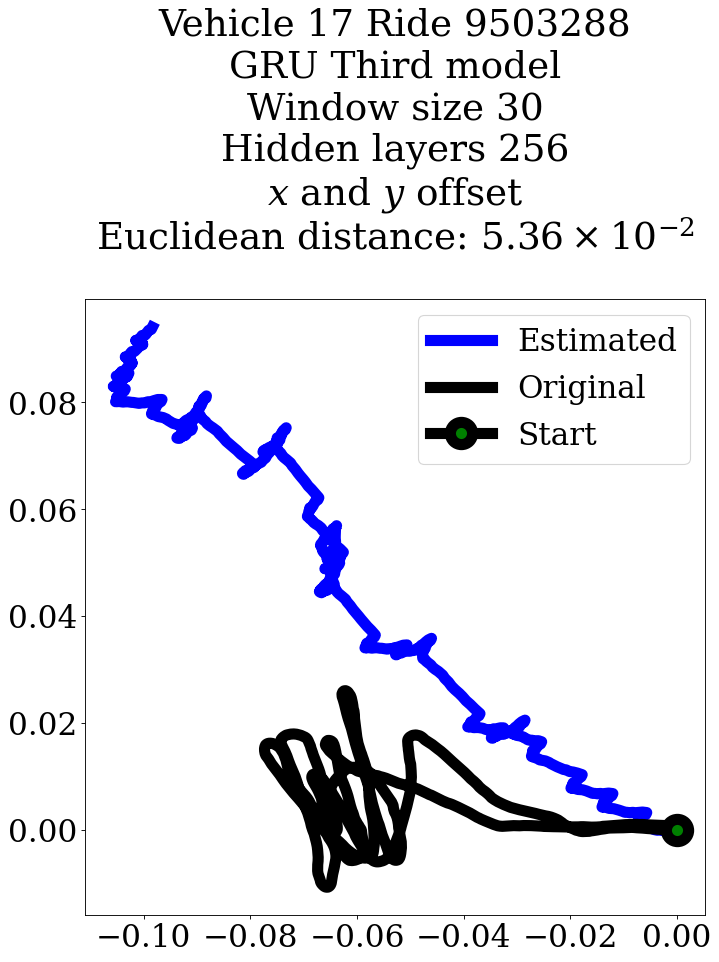 Vehicle 17 Ride 9503288
GRU Third model
Window size 30
Hidden layers 256
x and y offset
Euclidean distance: 5.36 × 10⁻²
Estimated
Original
Start
0.08
0.06
0.04
0.02
0.00
−0.10 −0.08 −0.06 −0.04 −0.02 0.00